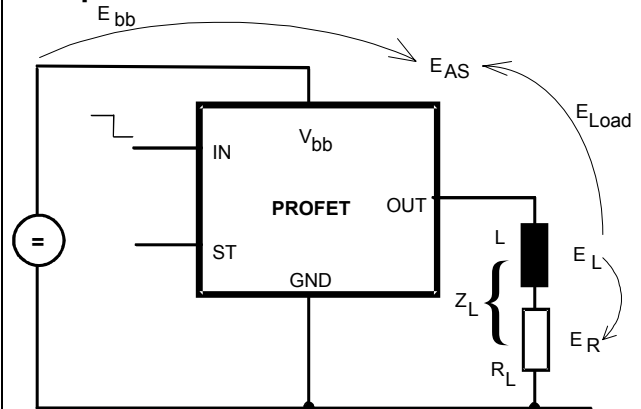 E bb
E AS
E Load
V bb
IN
PROFET
OUT
L
E L
=
ST
GND
Z L {
E R
R L